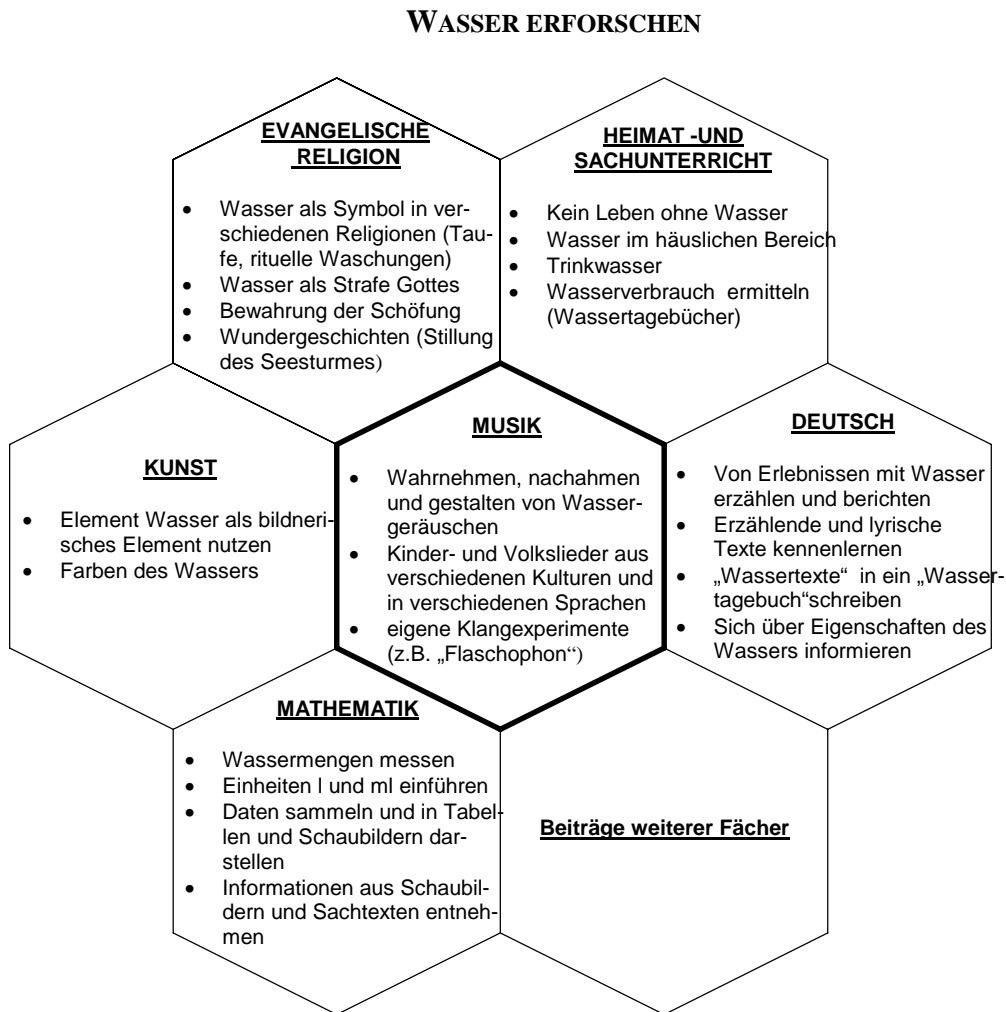 WASSER ERFORSCHEN
EVANGELISCHE
RELIGION
• Wasser als Symbol in ver-
schiedenen Religionen (Tau-
fe, rituelle Waschungen)
• Wasser als Strafe Gottes
• Bewahrung der Schöfung
• Wundergeschichten (Stillung
des Seesturmes)
HEIMAT -UND
SACHUNTERRICHT
• Kein Leben ohne Wasser
• Wasser im häuslichen Bereich
• Trinkwasser
• Wasserverbrauch ermitteln
(Wassertagebücher)
KUNST
• Element Wasser als bildneri-
sches Element nutzen
• Farben des Wassers
MUSIK
• Wahrnehmen, nachahmen
und gestalten von Wasser-
geräuschen
• Kinder- und Volkslieder aus
verschiedenen Kulturen und
in verschiedenen Sprachen
• eigene Klangexperimente
(z.B. „Flaschophon“)
DEUTSCH
• Von Erlebnissen mit Wasser
erzählen und berichten
• Erzählende und lyrische
Texte kennenlernen
• „Wassertexte“ in ein „Wasser-
tagebuch“schreiben
• Sich über Eigenschaften des
Wassers informieren
MATHEMATIK
• Wassermengen messen
• Einheiten l und ml einführen
• Daten sammeln und in Tabel-
len und Schaubildern dar-
stellen
• Informationen aus Schaubil-
dern und Sachtexten entneh-
men
Beiträge weiterer Fächer